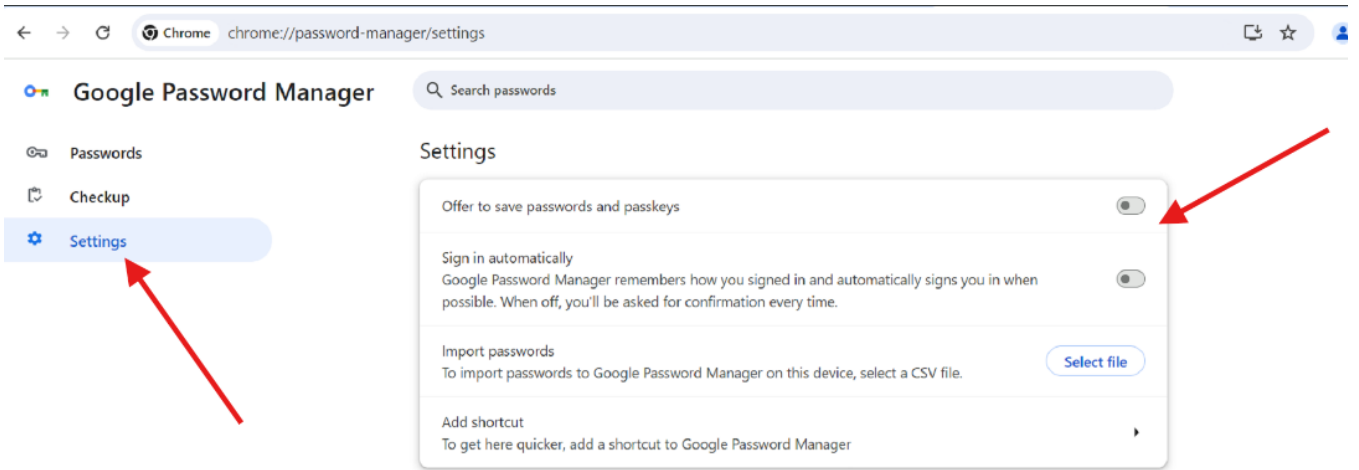 Chrome chrome://password-manager/settings
Google Password Manager
Search passwords
Passwords
Checkup
Settings
Settings
Offer to save passwords and passkeys
Sign in automatically
Google Password Manager remembers how you signed in and automatically signs you in when
possible. When off, you'll be asked for confirmation every time.
Import passwords
To import passwords to Google Password Manager on this device, select a CSV file.
Select file
Add shortcut
To get here quicker, add a shortcut to Google Password Manager